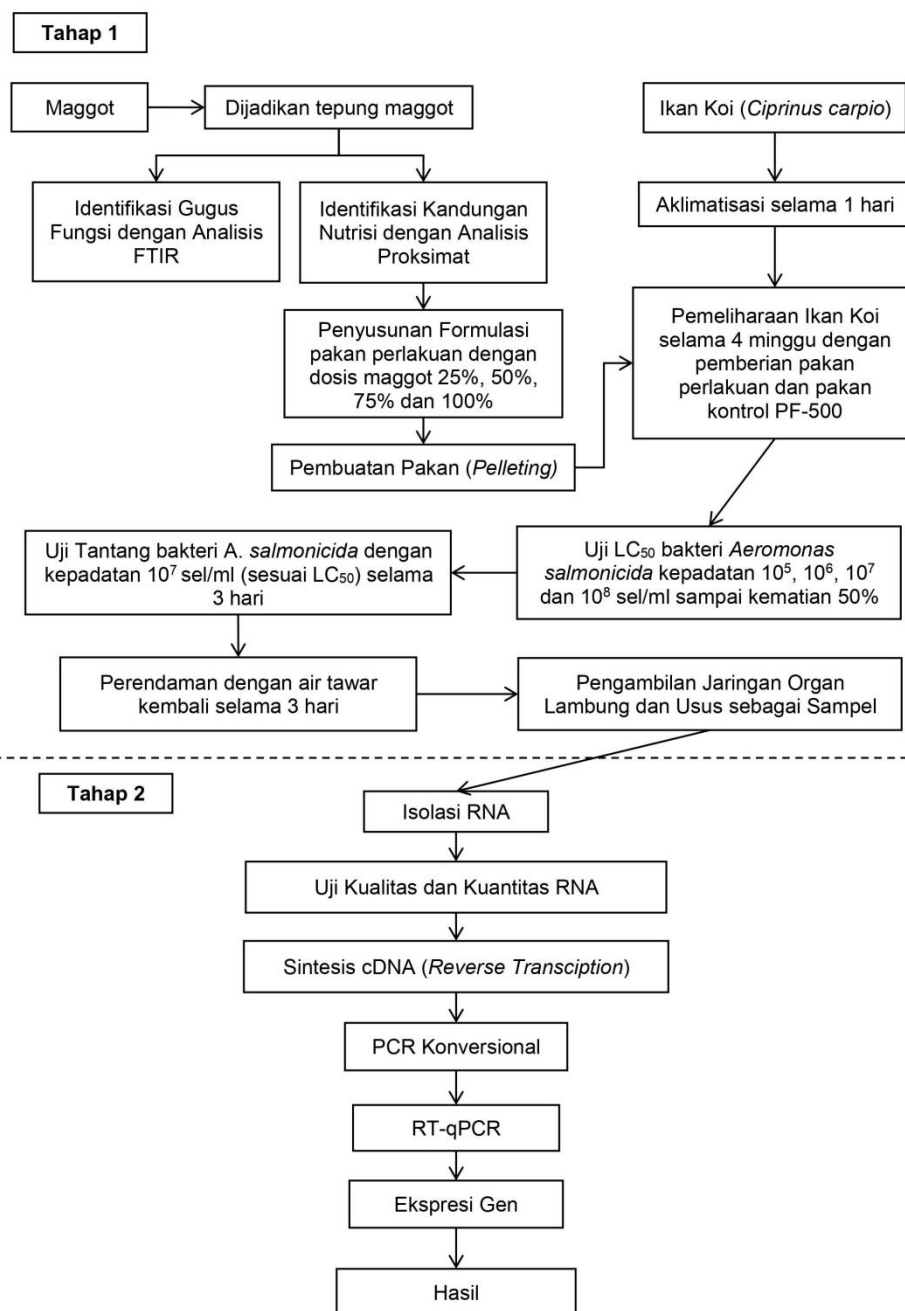 Tahap 1
Maggot
Dijadikan tepung maggot
Ikan Koi (Ciprinus carpio)
Identifikasi Gugus
Fungsi dengan Analisis
FTIR
Identifikasi Kandungan
Nutrisi dengan Analisis
Proksimat
Aklimatisasi selama 1 hari
Penyusunan Formulasi
pakan perlakuan dengan
dosis maggot 25%, 50%,
75% dan 100%
Pemeliharaan Ikan Koi
selama 4 minggu dengan
pemberian pakan
perlakuan dan pakan
kontrol PF-500
Pembuatan Pakan (Pelleting)
Uji LC₅₀ bakteri Aeromonas
salmonicida kepadatan 10⁵, 10⁶, 10⁷
dan 10⁸ sel/ml sampai kematian 50%
Uji Tantang bakteri A. salmonicida dengan
kepadatan 10⁷ sel/ml (sesuai LC₅₀) selama
3 hari
Perendaman dengan air tawar
kembali selama 3 hari
Pengambilan Jaringan Organ
Lambung dan Usus sebagai Sampel
Tahap 2
Isolasi RNA
Uji Kualitas dan Kuantitas RNA
Sintesis cDNA (Reverse Transciption)
PCR Konversional
RT-qPCR
Ekspresi Gen
Hasil